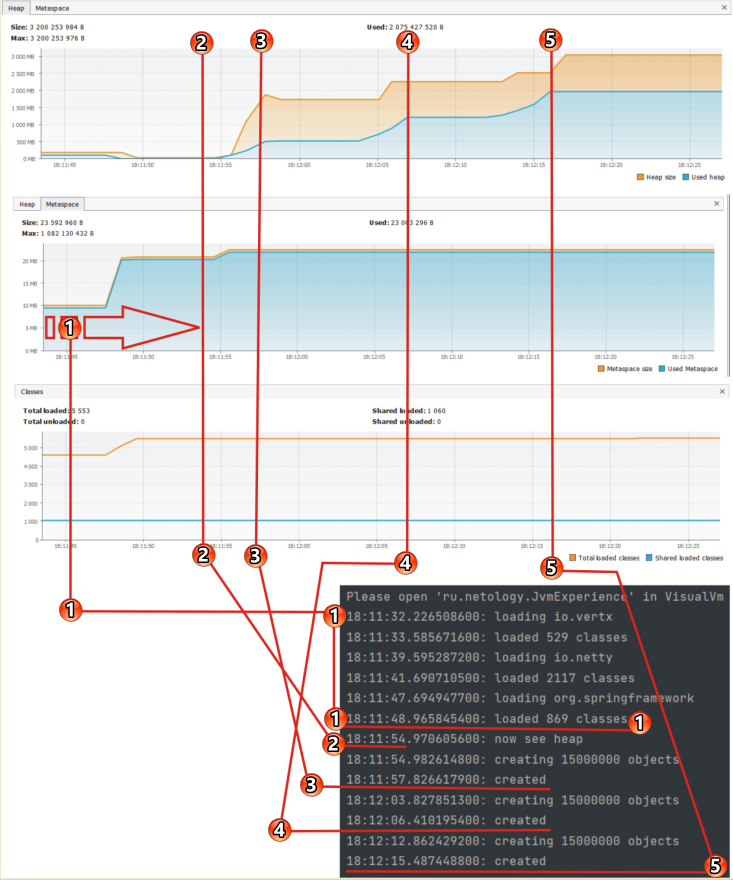 Heap Metaspace ×
Size: 3 200 253 984 B Used: 2 075 427 520 B
Max: 3 200 253 976 B
2 3 4 5
3 000 MB
2 500 MB
2 000 MB
1 500 MB
1 000 MB
500 MB
0 MB
18:11:45 18:11:50 18:11:55 18:12:00 18:12:05 18:12:10 18:12:15 18:12:20 18:12:25
Heap size Used heap
Heap Metaspace ×
Size: 23 592 960 B Used: 23 296 B
Max: 1 082 130 432 B
20 MB
15 MB
10 MB
5 MB
0 MB
1
18:11:45 18:11:50 18:11:55 18:12:00 18:12:05 18:12:10 18:12:15 18:12:20 18:12:25
Metaspace size Used Metaspace
Classes ×
Total loaded: 5 553 Shared loaded: 1 060
Total unloaded: 0 Shared unloaded: 0
5 000
4 000
3 000
2 000
1 000
0
18:11:45 18:11:50 18:11:55 18:12:00 18:12:05 18:12:10 18:12:15 18:12:20 18:12:25
Total loaded classes Shared loaded classes
2 3 4 5
1
Please open 'ru.netology.JvmExperience' in VisualVm
1 18:11:32.226508600: loading io.vertx
18:11:33.585671600: loaded 529 classes
18:11:39.595287200: loading io.netty
18:11:41.690710500: loaded 2117 classes
18:11:47.694947700: loading org.springframework
1 18:11:48.965845400: loaded 869 classes 1
2 18:11:54.970605600: now see heap
18:11:54.982614800: creating 15000000 objects
3 18:11:57.826617900: created
18:12:03.827851300: creating 15000000 objects
4 18:12:06.410195400: created
18:12:12.862429200: creating 15000000 objects
18:12:15.487448800: created 5